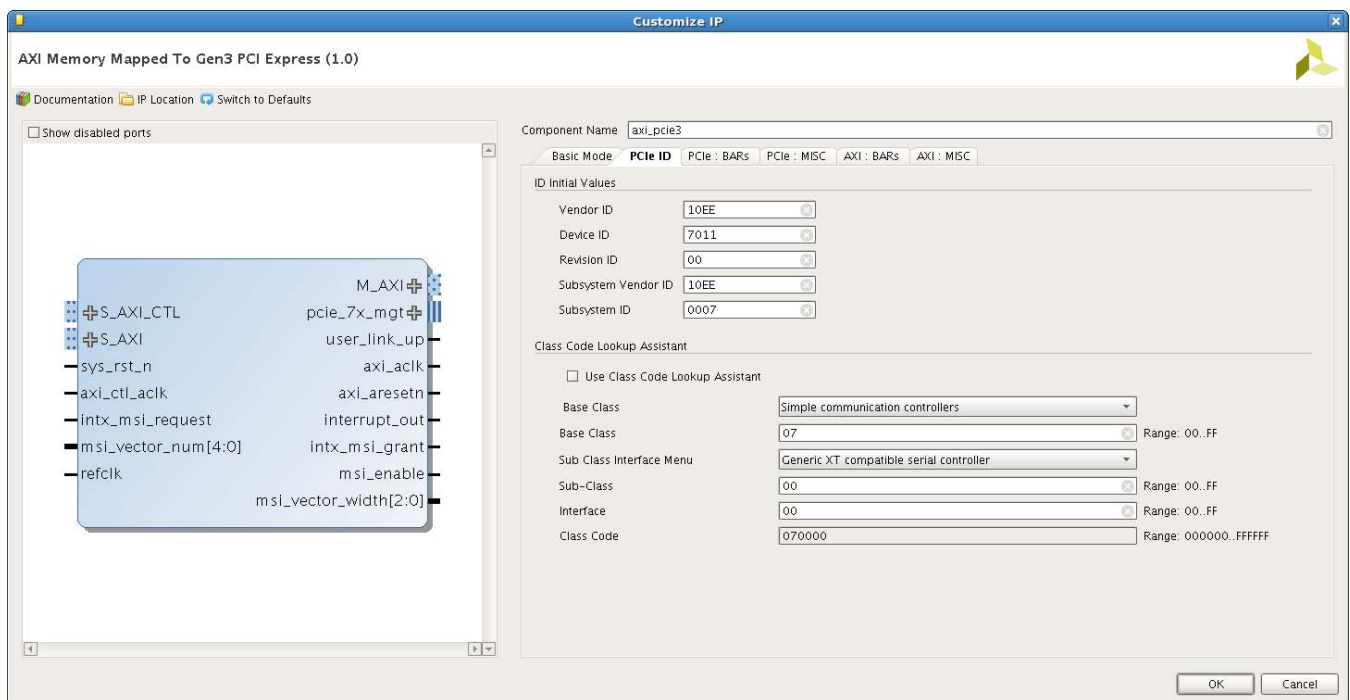 Customize IP
AXI Memory Mapped To Gen3 PCI Express (1.0)
Documentation IP Location Switch to Defaults
Show disabled ports
M_AXI
S_AXI_CTL pcie_7x_mgt
S_AXI user_link_up
sys_rst_n axi_aclk
axi_ctl_aclk axi_aresetn
intx_msi_request interrupt_out
msi_vector_num[4:0] intx_msi_grant
refclk msi_enable
msi_vector_width[2:0]
Component Name axi_pcie3
Basic Mode PCIe ID PCIe : BARs PCIe : MISC AXI : BARs AXI : MISC
ID Initial Values
Vendor ID 10EE
Device ID 7011
Revision ID 00
Subsystem Vendor ID 10EE
Subsystem ID 0007
Class Code Lookup Assistant
Use Class Code Lookup Assistant
Base Class Simple communication controllers
Base Class 07 Range: 00..FF
Sub Class Interface Menu Generic XT compatible serial controller
Sub-Class 00 Range: 00..FF
Interface 00 Range: 00..FF
Class Code 070000 Range: 000000..FFFFFF
OK Cancel